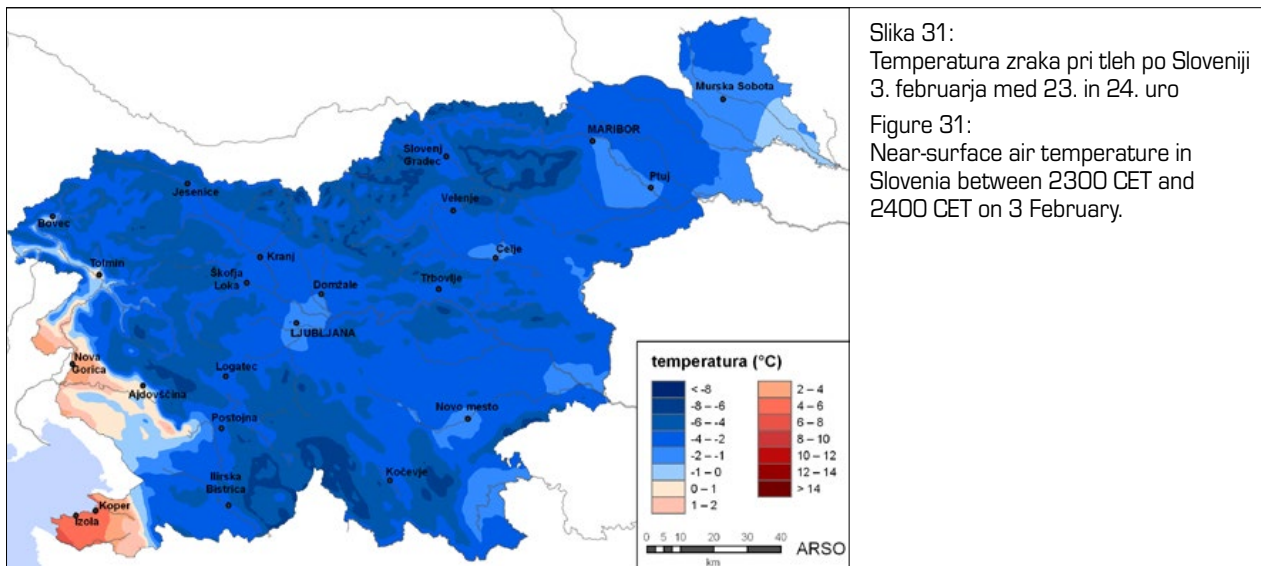 Slika 31:
Temperatura zraka pri tleh po Sloveniji
3. februarja med 23. in 24. uro
Figure 31:
Near-surface air temperature in
Slovenia between 2300 CET and
2400 CET on 3 February.
Murska Sobota
MARIBOR
Slovenj
Gradec
Ptuj
Jesenice
Velenje
Bovec
Celje
Kranj
Tolmin
Škofja
Loka
Domžale
Trbovlje
LJUBLJANA
Nova
Gorica
Logatec
Ajdovščina
Postojna
Novo mesto
Ilirska
Bistrica
Kočevje
Koper
Izola
temperatura (°C)
< -8
-8 – -6
-6 – -4
-4 – -2
-2 – -1
-1 – 0
0 – 1
1 – 2
2 – 4
4 – 6
6 – 8
8 – 10
10 – 12
12 – 14
> 14
0 5 10 20 30 40
km
ARSO